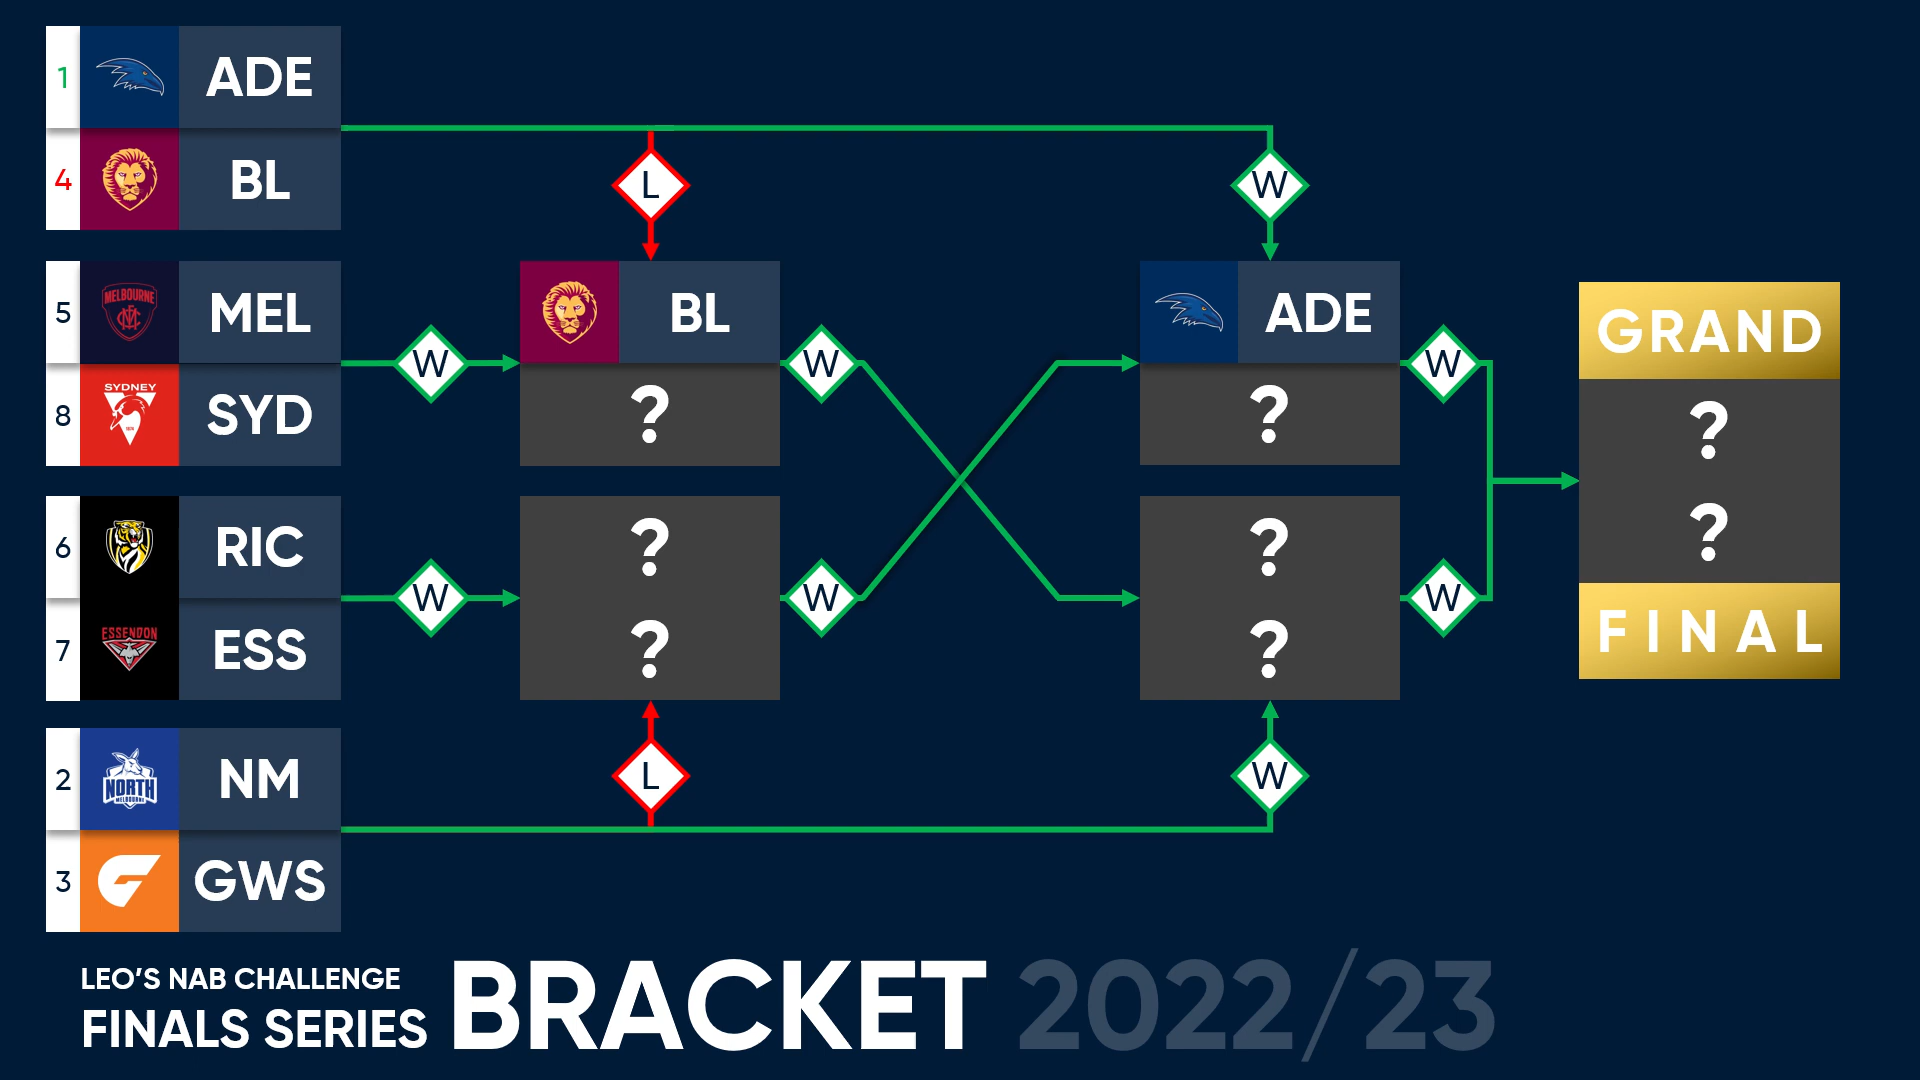 1
ADE
4
BL
L
W
5
MELBOURNE
MEL
BL
ADE
W
W
W
8
SYDNEY
SYD
?
?
GRAND
?
?
FINAL
6
RIC
?
?
W
W
W
7
ESSENDON
ESS
?
?
2
NORTH
MELBOURNE
NM
L
W
3
GWS
LEO'S NAB CHALLENGE
FINALS SERIES
BRACKET 2022/23